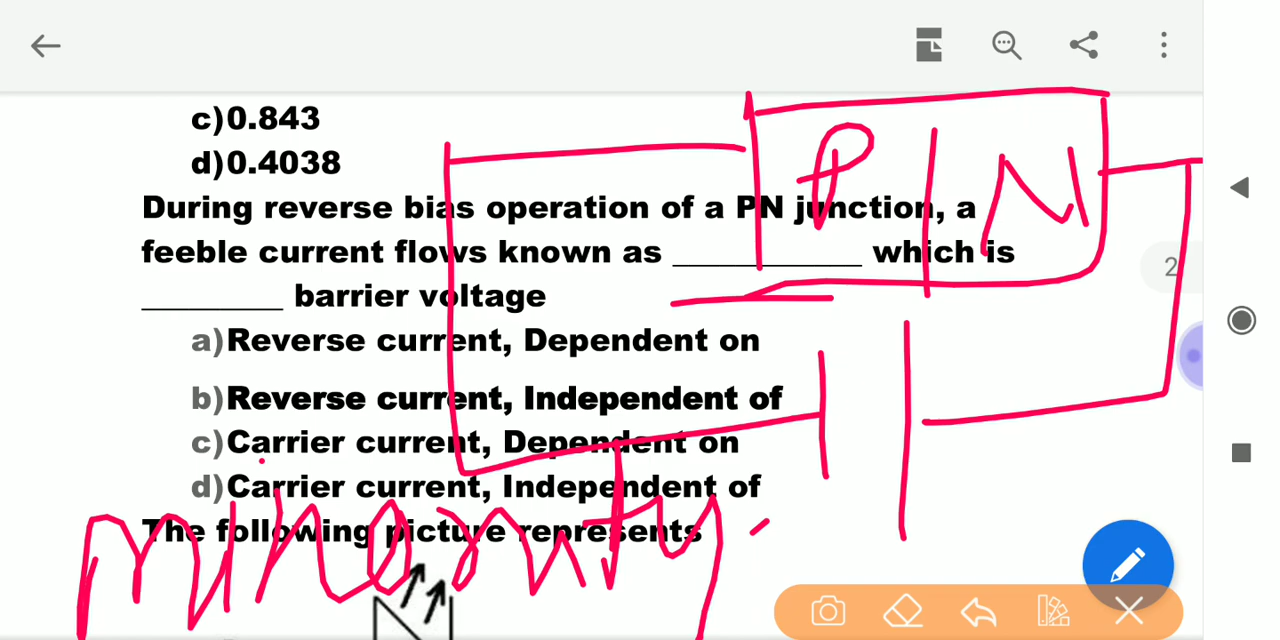 c)0.843
d)0.4038
During reverse bias operation of a PN junction, a
feeble current flows known as ____________ which is
_________ barrier voltage
a)Reverse current, Dependent on
b)Reverse current, Independent of
c)Carrier current, Dependent on
d)Carrier current, Independent of
The following picture represents
P N
minority
2